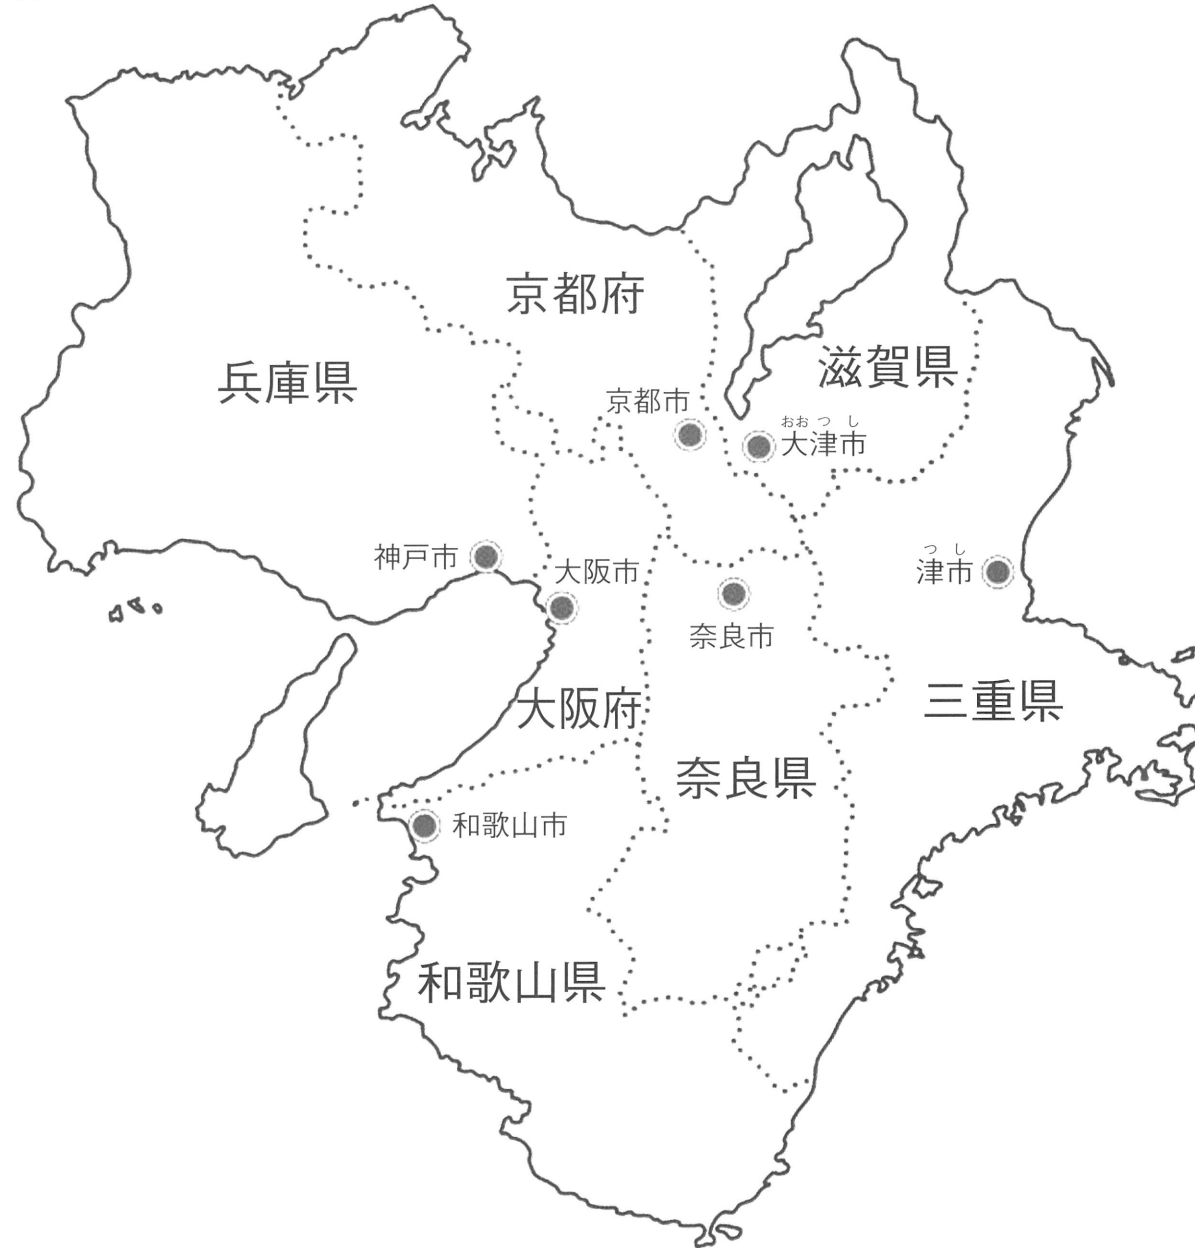 京都府
滋賀県
兵庫県
京都市
おおつし
大津市
つし
津市
神戸市
大阪市
奈良市
三重県
大阪府
奈良県
和歌山市
和歌山県